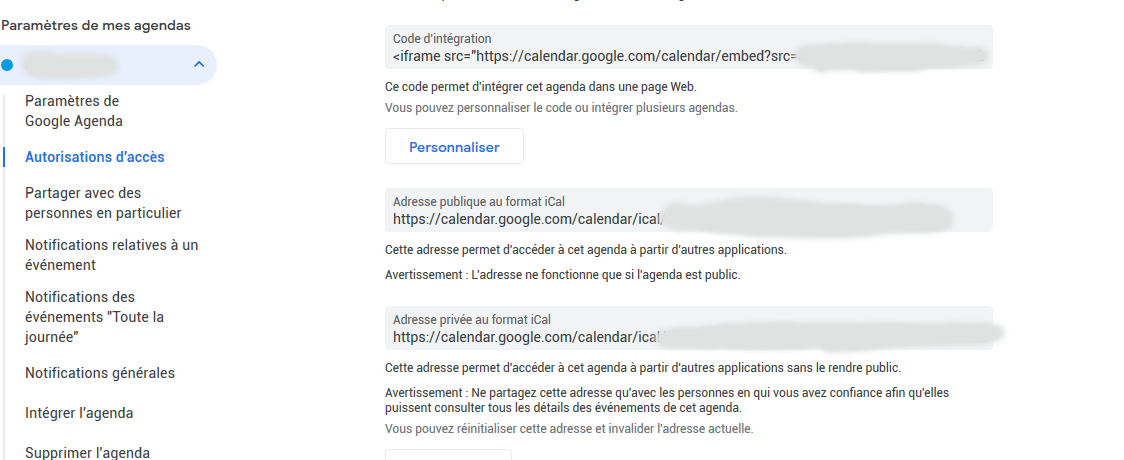 Paramètres de mes agendas
Paramètres de
Google Agenda
Autorisations d'accès
Partager avec des
personnes en particulier
Notifications relatives à un
événement
Notifications des
événements "Toute la
journée"
Notifications générales
Intégrer l'agenda
Supprimer l'agenda
Code d'intégration
<iframe src="https://calendar.google.com/calendar/embed?src=
Ce code permet d'intégrer cet agenda dans une page Web.
Vous pouvez personnaliser le code ou intégrer plusieurs agendas.
Personnaliser
Adresse publique au format iCal
https://calendar.google.com/calendar/ical/
Cette adresse permet d'accéder à cet agenda à partir d'autres applications.
Avertissement : L'adresse ne fonctionne que si l'agenda est public.
Adresse privée au format iCal
https://calendar.google.com/calendar/ical/
Cette adresse permet d'accéder à cet agenda à partir d'autres applications sans le rendre public.
Avertissement : Ne partagez cette adresse qu'avec les personnes en qui vous avez confiance afin qu'elles
puissent consulter tous les détails des événements de cet agenda.
Vous pouvez réinitialiser cette adresse et invalider l'adresse actuelle.